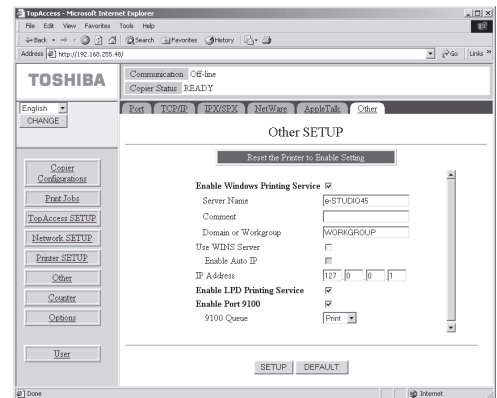 TopAccess - Microsoft Internet Explorer
File Edit View Favorites Tools Help
Back Search Favorites History
Address http://192.168.255.48/ Go Links »
TOSHIBA
Communication Off-line
Copier Status READY
English
CHANGE
Port TCP/IP IPX/SPX NetWare AppleTalk Other
Other SETUP
Reset the Printer to Enable Setting
Copier Configurations
Print Jobs
TopAccess SETUP
Network SETUP
Printer SETUP
Other
Counter
Options
User
Enable Windows Printing Service
Server Name e-STUDIO45
Comment
Domain or Workgroup WORKGROUP
Use WINS Server
Enable Auto IP
IP Address 127 0 0 1
Enable LPD Printing Service
Enable Port 9100
9100 Queue Print
SETUP DEFAULT
Done Internet